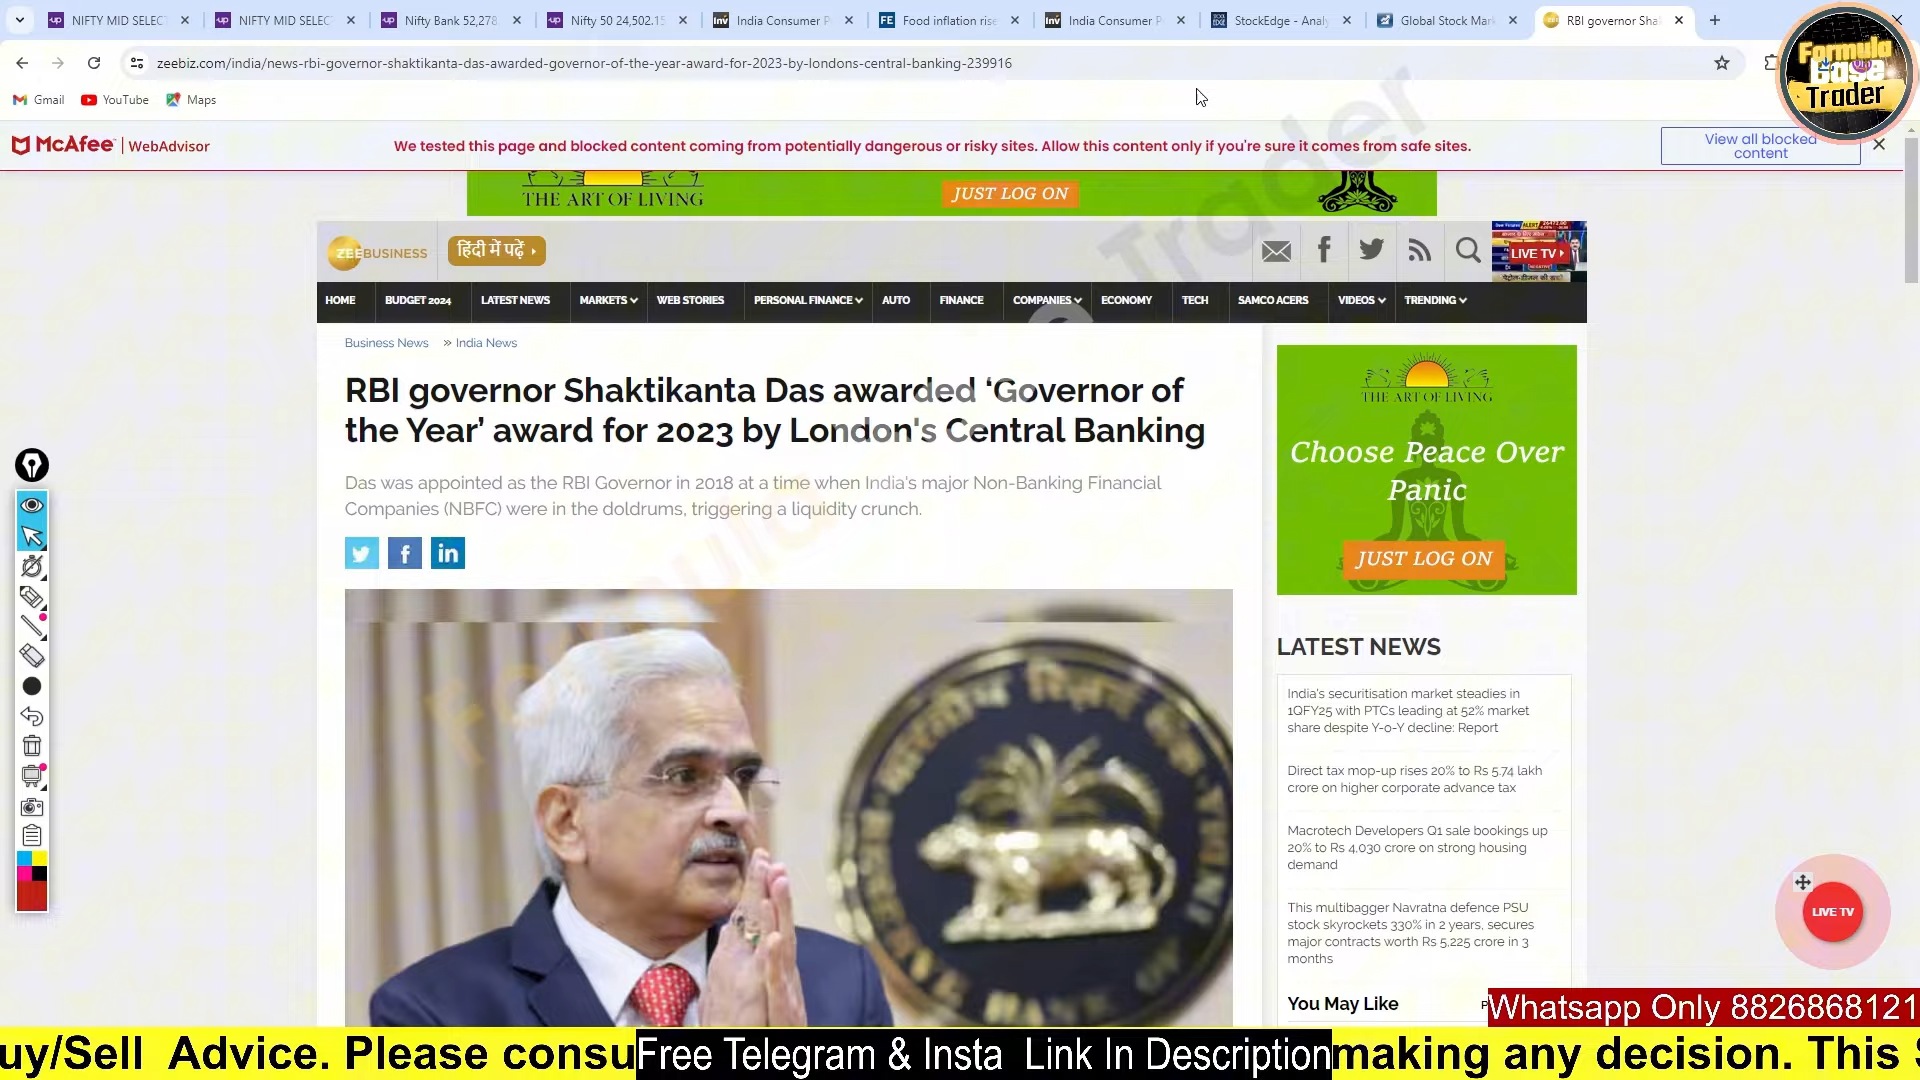 NIFTY MID SELEC
NIFTY MID SELEC
Nifty Bank 52,278.
Nifty 50 24,502.15
India Consumer P
Food inflation rise
India Consumer P
StockEdge - Analy
Global Stock Mark
RBI governor Sha
zeebiz.com/india/news-rbi-governor-shaktikanta-das-awarded-governor-of-the-year-award-for-2023-by-londons-central-banking-239916
Formula
Base
Trader
Gmail
YouTube
Maps
McAfee | WebAdvisor
We tested this page and blocked content coming from potentially dangerous or risky sites. Allow this content only if you're sure it comes from safe sites.
View all blocked
content
THE ART OF LIVING
JUST LOG ON
ZEEBUSINESS
हिंदी में पढ़ें
LIVE TV
HOME
BUDGET 2024
LATEST NEWS
MARKETS
WEB STORIES
PERSONAL FINANCE
AUTO
FINANCE
COMPANIES
ECONOMY
TECH
SAMCO ACERS
VIDEOS
TRENDING
Business News » India News
RBI governor Shaktikanta Das awarded ‘Governor of
the Year’ award for 2023 by London's Central Banking
Das was appointed as the RBI Governor in 2018 at a time when India's major Non-Banking Financial
Companies (NBFC) were in the doldrums, triggering a liquidity crunch.
THE ART OF LIVING
Choose Peace Over
Panic
JUST LOG ON
LATEST NEWS
India's securitisation market steadies in
1QFY25 with PTCs leading at 52% market
share despite Y-o-Y decline: Report
Direct tax mop-up rises 20% to Rs 5.74 lakh
crore on higher corporate advance tax
Macrotech Developers Q1 sale bookings up
20% to Rs 4,030 crore on strong housing
demand
This multibagger Navratna defence PSU
stock skyrockets 330% in 2 years, secures
major contracts worth Rs 5,225 crore in 3
months
You May Like
LIVE TV
Whatsapp Only 8826868121
uy/Sell Advice. Please consu
Free Telegram & Insta Link In Description
making any decision. This S